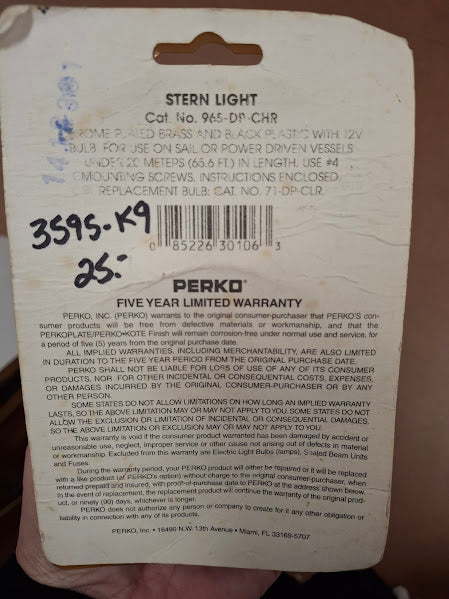 STERN LIGHT
Cat. No. 965-DP-CHR
PLATED BRASS AND BLACK PLASTIC WITH 12V
BULB. FOR USE ON SAIL OR POWER DRIVEN VESSELS
UNDER 20 METERS (65.6 FT.) IN LENGTH. USE #4
MOUNTING SCREWS. INSTRUCTIONS ENCLOSED.
REPLACEMENT BULB: CAT. NO. 71-DP-CLR.
3595-K9
25.-
0 85226 30106 3
PERKO®
FIVE YEAR LIMITED WARRANTY
PERKO, INC. (PERKO) warrants to the original consumer-purchaser that PERKO'S con-
sumer products will be free from defective materials or workmanship, and that the
PERKOPLATE/PERKO•KOTE Finish will remain corrosion-free under normal use and service, for
a period of five (5) years from the original purchase date.
ALL IMPLIED WARRANTIES, INCLUDING MERCHANTABILITY, ARE ALSO LIMITED
IN DURATION TO THE FIVE YEAR PERIOD FROM THE ORIGINAL PURCHASE DATE.
PERKO SHALL NOT BE LIABLE FOR LOSS OF USE OF ANY OF ITS CONSUMER
PRODUCTS, NOR FOR OTHER INCIDENTAL OR CONSEQUENTIAL COSTS, EXPENSES,
OR DAMAGES INCURRED BY THE ORIGINAL CONSUMER-PURCHASER OR BY ANY
OTHER PERSON.
SOME STATES DO NOT ALLOW LIMITATIONS ON HOW LONG AN IMPLIED WARRANTY
LASTS, SO THE ABOVE LIMITATION MAY OR MAY NOT APPLY TO YOU. SOME STATES DO NOT
ALLOW THE EXCLUSION OR LIMITATION OF INCIDENTAL OR CONSEQUENTIAL DAMAGES,
SO THE ABOVE LIMITATION OR EXCLUSION MAY OR MAY NOT APPLY TO YOU.
This warranty is void if the consumer product warranted has been damaged by accident or
unreasonable use, neglect, improper service or other cause not arising out of defects in material
or workmanship. Excluded from this warranty are Electric Light Bulbs (lamps), Sealed Beam Units
and Fuses.
During the warranty period, your PERKO product will either be repaired or it will be replaced
with a like product (at PERKO's option) without charge to the original consumer-purchaser, when
returned prepaid and insured, with proof-of-purchase date to PERKO at the address shown below.
In the event of replacement, the replacement product will continue the warranty of the original prod-
uct, or ninety (90) days, whichever is longer.
PERKO does not authorize any person or company to create for it any other obligation or
liability in connection with any of its products.
PERKO, Inc. • 16490 N.W. 13th Avenue • Miami, FL 33169-5707